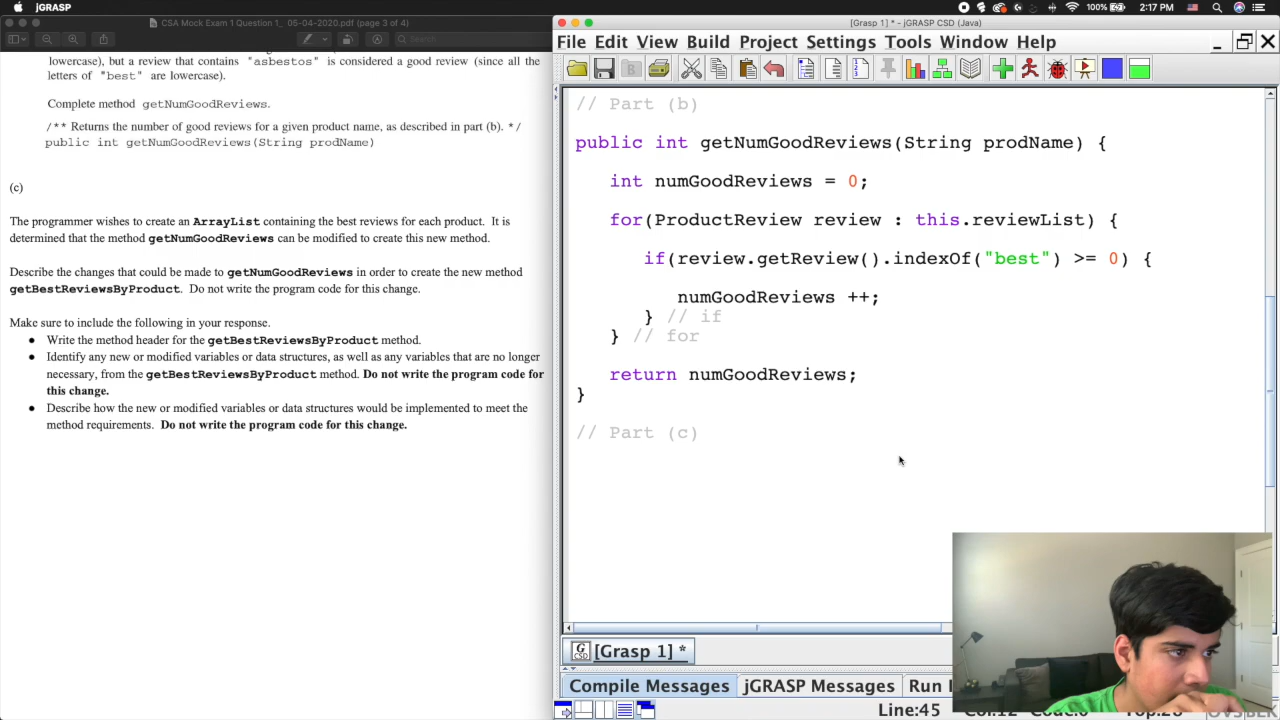 jGRASP
100%
2:17 PM
CSA Mock Exam 1 Question 1_ 05-04-2020.pdf (page 3 of 4)
Search
lowercase), but a review that contains "asbestos" is considered a good review (since all the
letters of "best" are lowercase).
Complete method getNumGoodReviews.
/** Returns the number of good reviews for a given product name, as described in part (b). */
public int getNumGoodReviews(String prodName)
(c)
The programmer wishes to create an ArrayList containing the best reviews for each product. It is
determined that the method getNumGoodReviews can be modified to create this new method.
Describe the changes that could be made to getNumGoodReviews in order to create the new method
getBestReviewsByProduct. Do not write the program code for this change.
Make sure to include the following in your response.
● Write the method header for the getBestReviewsByProduct method.
● Identify any new or modified variables or data structures, as well as any variables that are no longer
necessary, from the getBestReviewsByProduct method. Do not write the program code for
this change.
● Describe how the new or modified variables or data structures would be implemented to meet the
method requirements. Do not write the program code for this change.
[Grasp 1] * - jGRASP CSD (Java)
File Edit View Build Project Settings Tools Window Help
// Part (b)
public int getNumGoodReviews(String prodName) {
int numGoodReviews = 0;
for(ProductReview review : this.reviewList) {
if(review.getReview().indexOf("best") >= 0) {
numGoodReviews ++;
} // if
} // for
return numGoodReviews;
}
// Part (c)
[Grasp 1] *
Compile Messages jGRASP Messages Run
Line:45